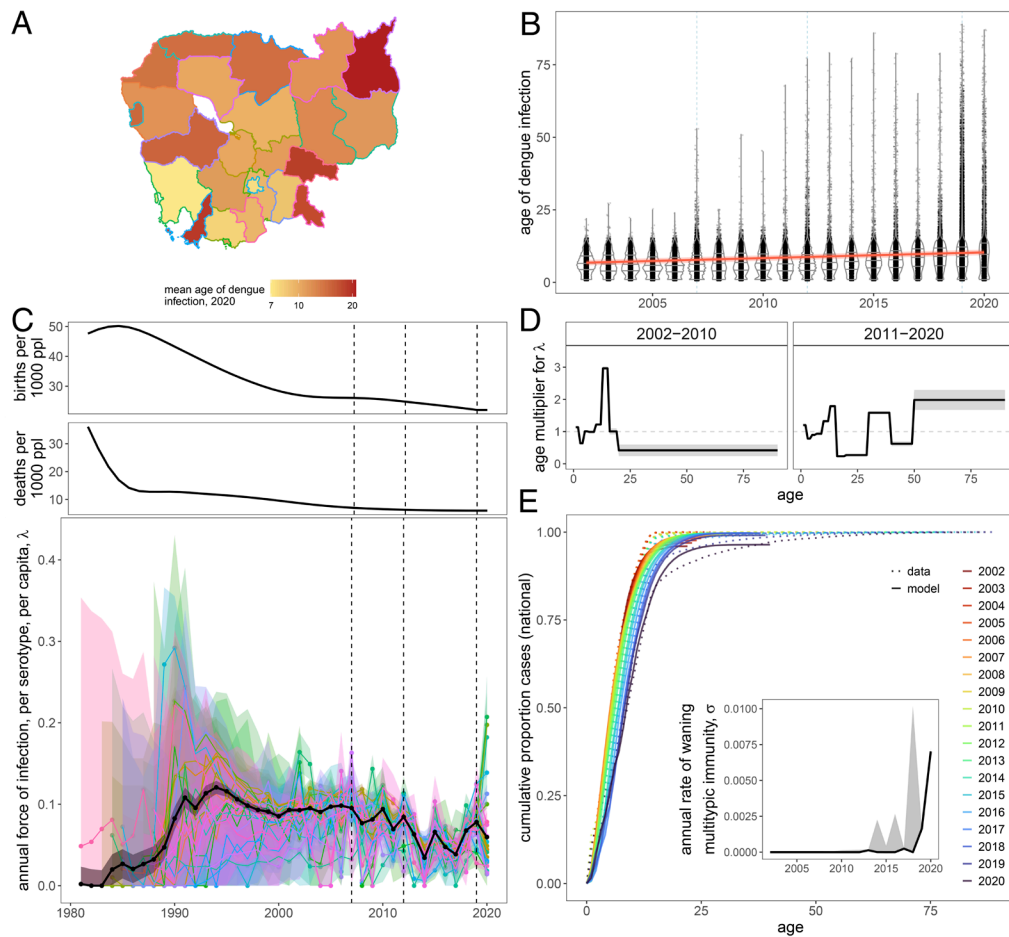 A
mean age of dengue
infection, 2020
7 10 20
B
age of dengue infection
75
50
25
0
2005 2010 2015 2020
C
births per
1000 ppl
50
40
30
deaths per
1000 ppl
30
20
10
annual force of infection, per serotype, per capita, λ
0.4
0.3
0.2
0.1
0.0
1980 1990 2000 2010 2020
D
2002−2010 2011−2020
age multiplier for λ
3
2
1
0
0 25 50 75 0 25 50 75
age
E
cumulative proportion cases (national)
1.00
0.75
0.50
0.25
0.00
0 25 50 75
age
data
model
2002
2003
2004
2005
2006
2007
2008
2009
2010
2011
2012
2013
2014
2015
2016
2017
2018
2019
2020
annual rate of waning
multitypic immunity, σ
0.0100
0.0075
0.0050
0.0025
0.0000
2005 2010 2015 2020